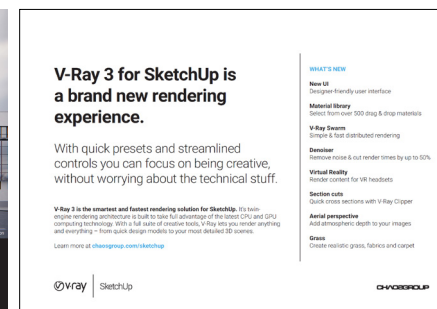 V-Ray 3 for SketchUp is
a brand new rendering
experience.
With quick presets and streamlined
controls you can focus on being creative,
without worrying about the technical stuff.
V-Ray 3 is the smartest and fastest rendering solution for SketchUp. It's twin-
engine rendering architecture is built to take full advantage of the latest CPU and GPU
computing technology. With a full suite of creative tools, V-Ray lets you render anything
and everything – from quick design models to your most detailed 3D scenes.
Learn more at chaosgroup.com/sketchup
WHAT'S NEW
New UI
Designer-friendly user interface
Material library
Select from over 500 drag & drop materials
V-Ray Swarm
Simple & fast distributed rendering
Denoiser
Remove noise & cut render times by up to 50%
Virtual Reality
Render content for VR headsets
Section cuts
Quick cross sections with V-Ray Clipper
Aerial perspective
Add atmospheric depth to your images
Grass
Create realistic grass, fabrics and carpet
v·ray SketchUp
CHAOSGROUP